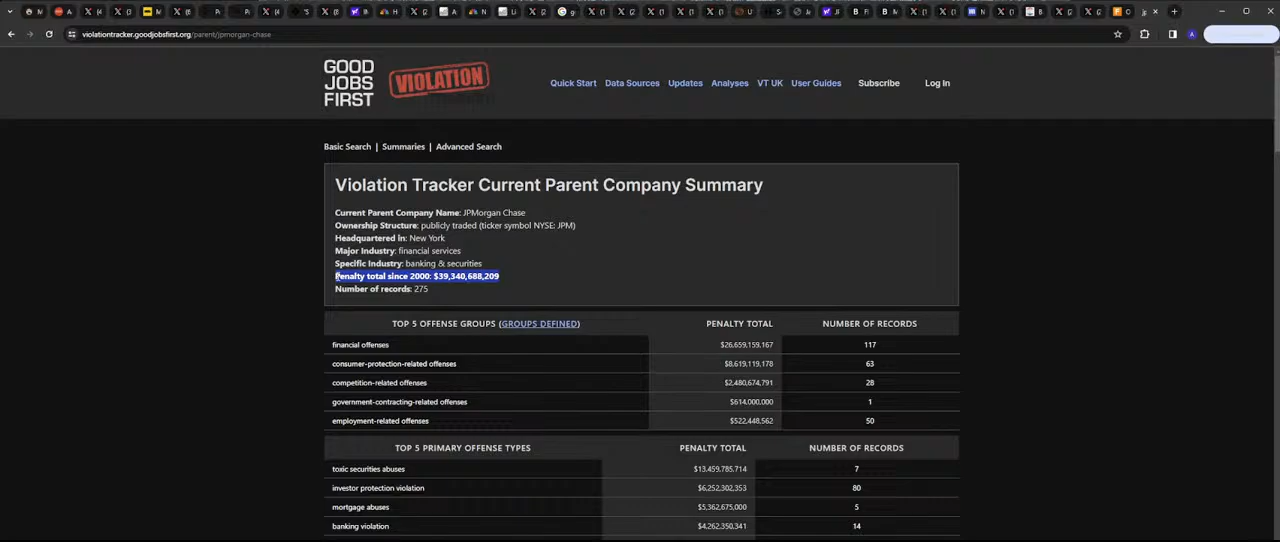 violationtracker.goodjobsfirst.org/parent/jpmorgan-chase
GOOD
JOBS
FIRST
VIOLATION
Quick Start Data Sources Updates Analyses VT UK User Guides Subscribe Log In
Basic Search | Summaries | Advanced Search
Violation Tracker Current Parent Company Summary
Current Parent Company Name: JPMorgan Chase
Ownership Structure: publicly traded (ticker symbol NYSE: JPM)
Headquartered in: New York
Major Industry: financial services
Specific Industry: banking & securities
Penalty total since 2000: $39,340,688,209
Number of records: 275
TOP 5 OFFENSE GROUPS (GROUPS DEFINED) PENALTY TOTAL NUMBER OF RECORDS
financial offenses $26,659,159,167 117
consumer-protection-related offenses $8,619,119,178 63
competition-related offenses $2,480,674,791 28
government-contracting-related offenses $614,000,000 1
employment-related offenses $522,448,562 50
TOP 5 PRIMARY OFFENSE TYPES PENALTY TOTAL NUMBER OF RECORDS
toxic securities abuses $13,459,785,714 7
investor protection violation $6,252,302,353 80
mortgage abuses $5,362,675,000 5
banking violation $4,262,350,341 14